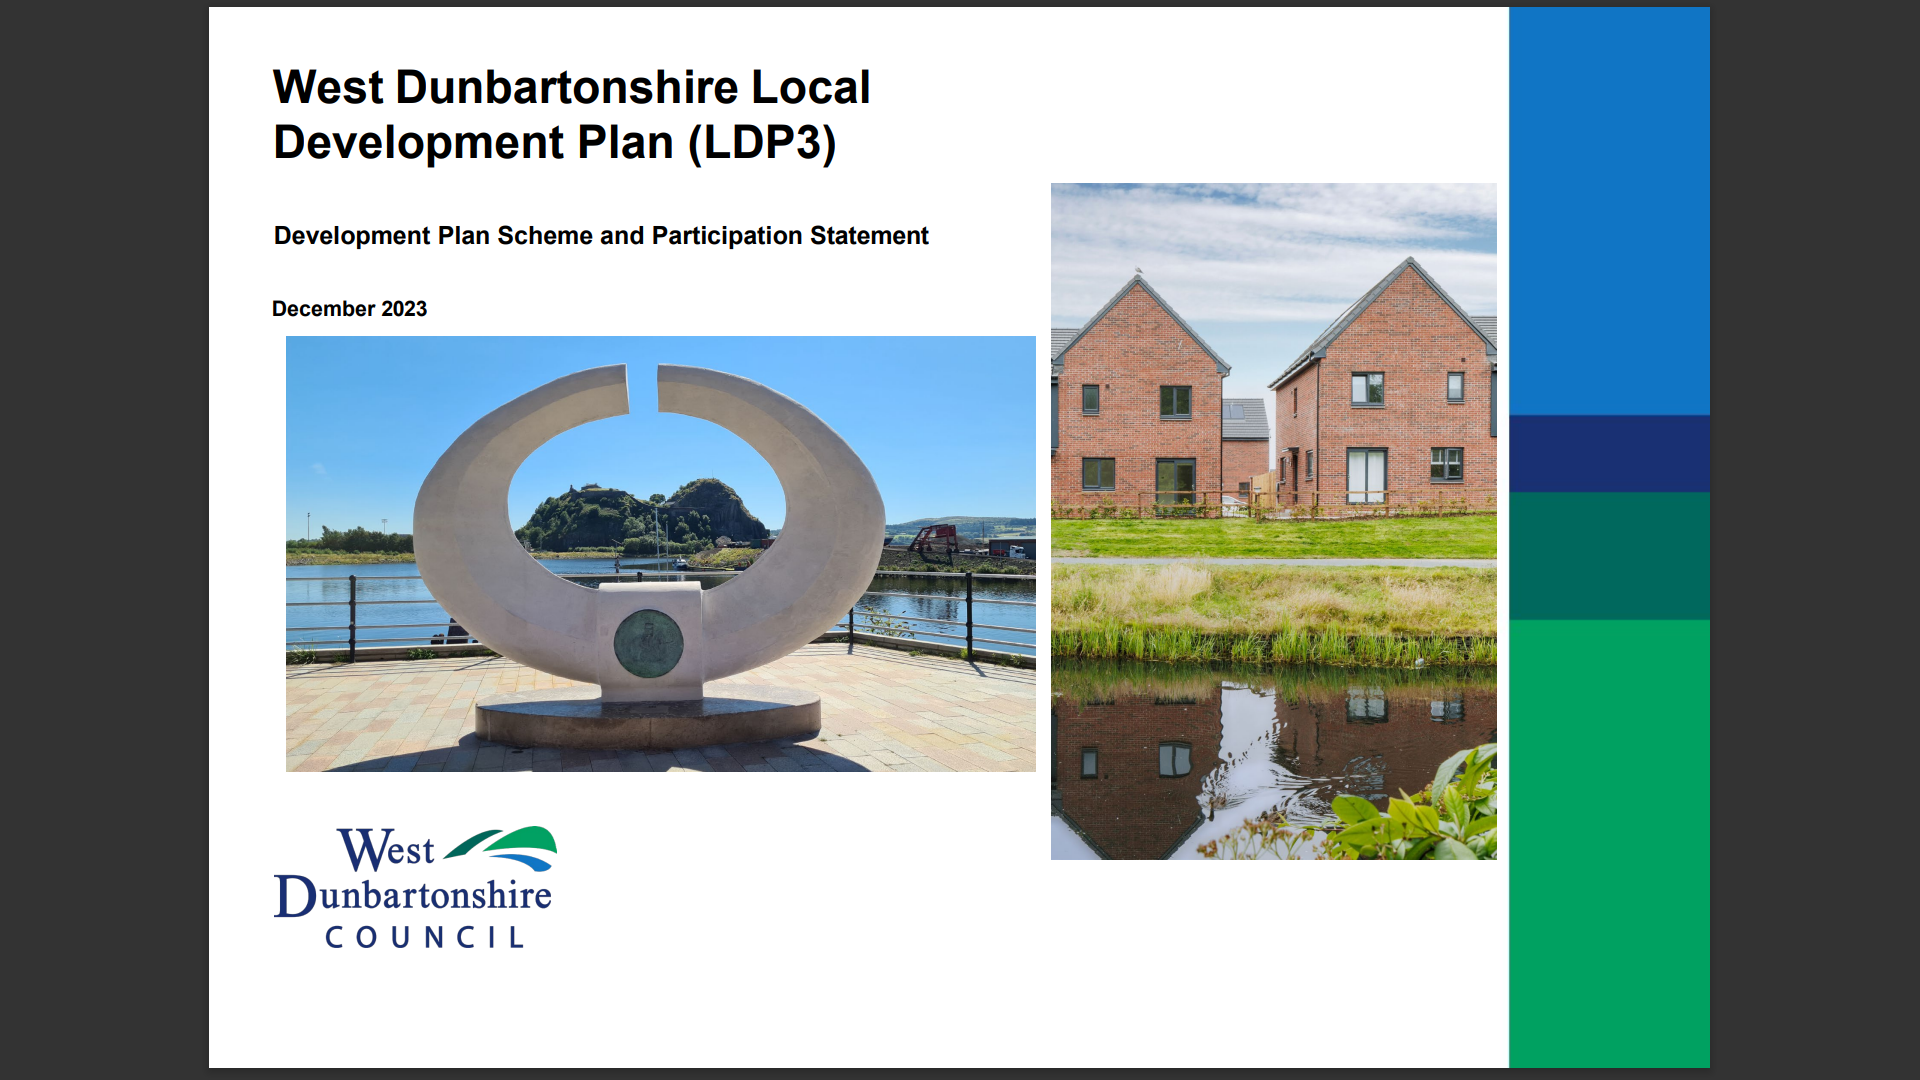 West Dunbartonshire Local
Development Plan (LDP3)
Development Plan Scheme and Participation Statement
December 2023
West
Dunbartonshire
COUNCIL